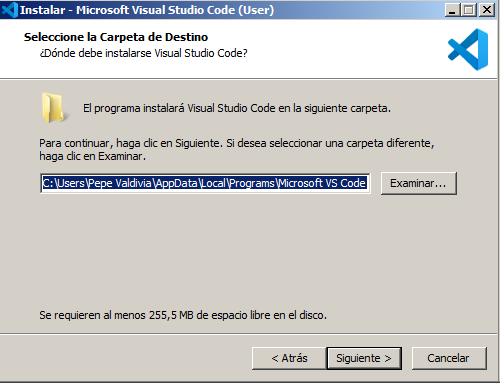 Instalar - Microsoft Visual Studio Code (User)
Seleccione la Carpeta de Destino
¿Dónde debe instalarse Visual Studio Code?
El programa instalará Visual Studio Code en la siguiente carpeta.
Para continuar, haga clic en Siguiente. Si desea seleccionar una carpeta diferente,
haga clic en Examinar.
C:\Users\Pepe Valdivia\AppData\Local\Programs\Microsoft VS Code
Examinar...
Se requieren al menos 255,5 MB de espacio libre en el disco.
< Atrás
Siguiente >
Cancelar